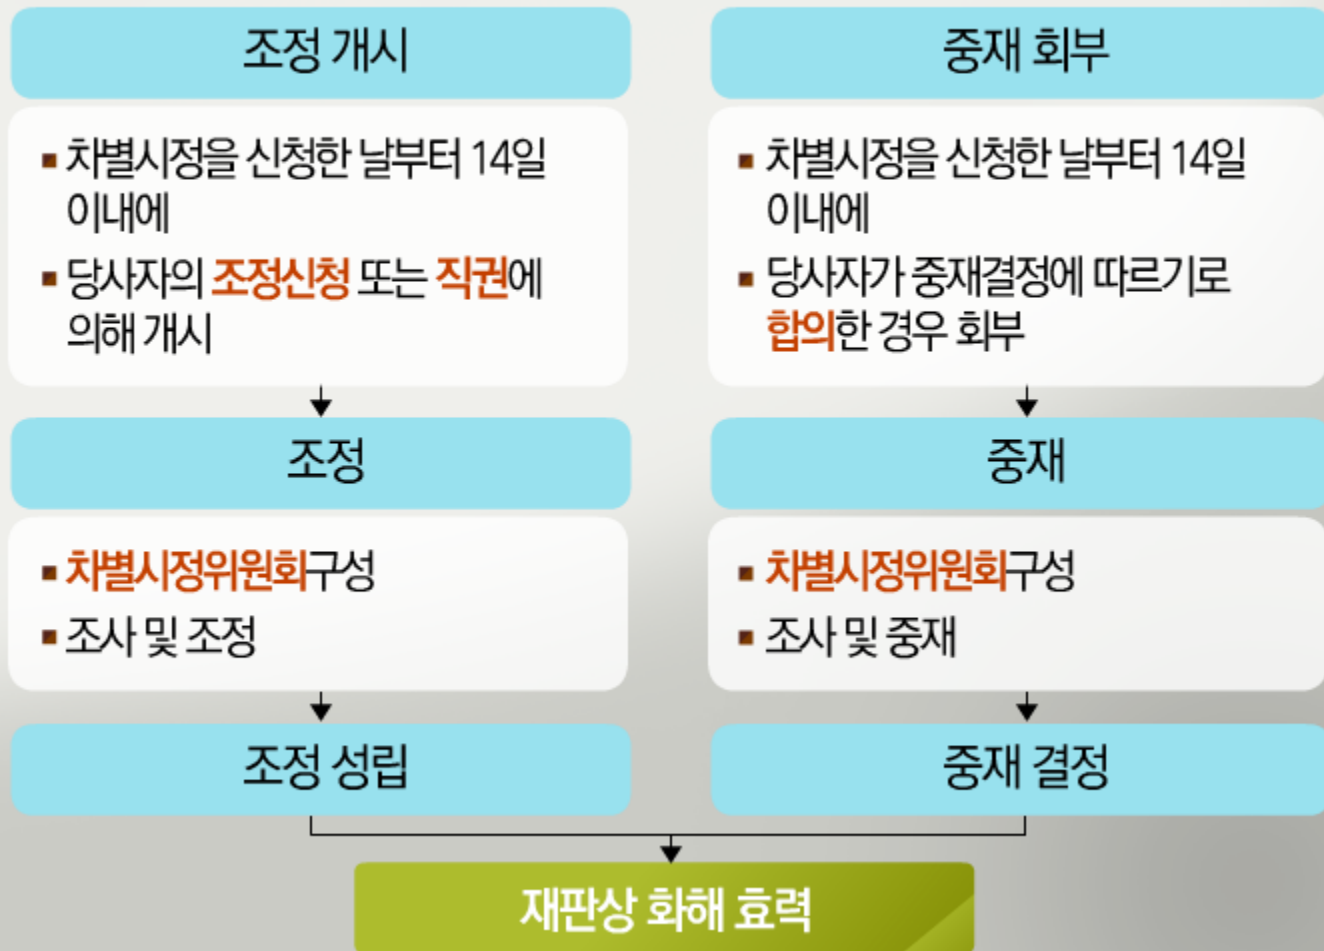 조정 개시
▪ 차별시정을 신청한 날부터 14일
이내에
▪ 당사자의 조정신청 또는 직권에
의해 개시
조정
▪ 차별시정위원회구성
▪ 조사 및 조정
조정 성립
중재 회부
▪ 차별시정을 신청한 날부터 14일
이내에
▪ 당사자가 중재결정에 따르기로
합의한 경우 회부
중재
▪ 차별시정위원회구성
▪ 조사 및 중재
중재 결정
재판상 화해 효력